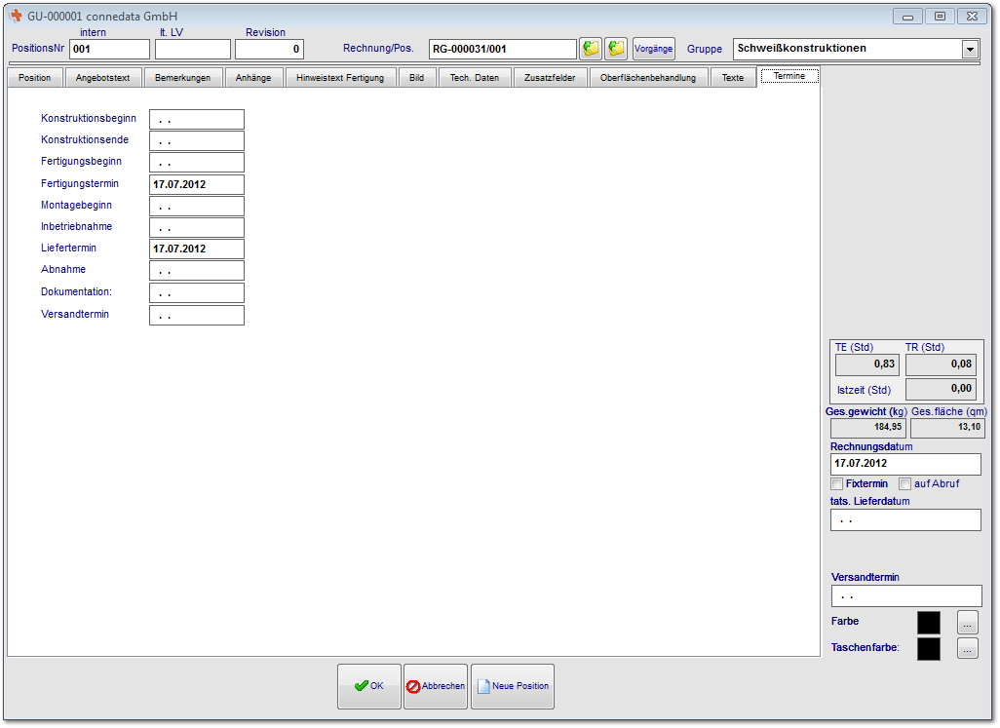 GU-000001 connedata GmbH
intern lt. LV Revision
PositionsNr 001 0 Rechnung/Pos. RG-000031/001 Vorgänge Gruppe Schweißkonstruktionen
Position Angebotstext Bemerkungen Anhänge Hinweistext Fertigung Bild Tech. Daten Zusatzfelder Oberflächenbehandlung Texte Termine
Konstruktionsbeginn . .
Konstruktionsende . .
Fertigungsbeginn . .
Fertigungstermin 17.07.2012
Montagebeginn . .
Inbetriebnahme . .
Liefertermin 17.07.2012
Abnahme . .
Dokumentation: . .
Versandtermin . .
TE (Std) TR (Std)
0,83 0,08
Istzeit (Std) 0,00
Ges.gewicht (kg) Ges.fläche (qm)
184,95 13,10
Rechnungsdatum
17.07.2012
Fixtermin auf Abruf
tats. Lieferdatum
. .
Versandtermin
. .
Farbe ...
Taschenfarbe: ...
OK Abbrechen Neue Position